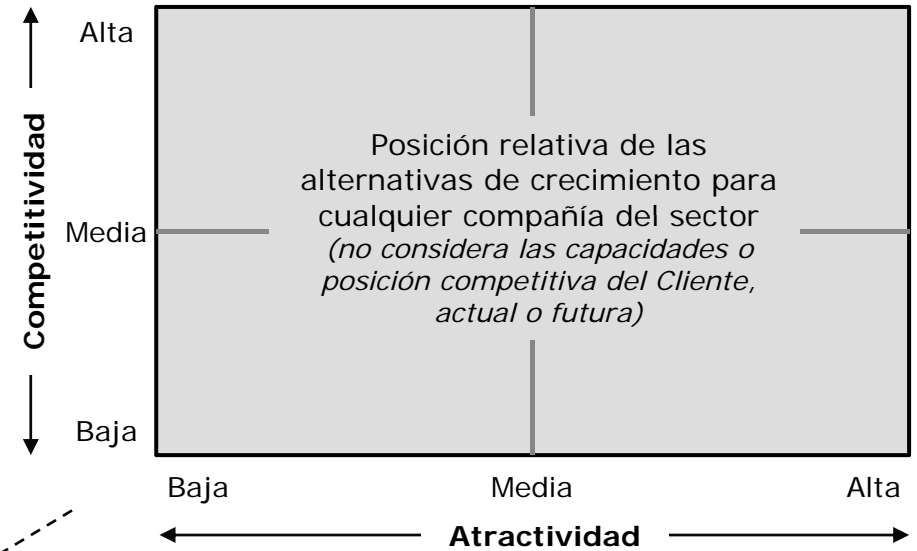 Alta
Competitividad
Posición relativa de las
alternativas de crecimiento para
cualquier compañía del sector
Media
(no considera las capacidades o
posición competitiva del Cliente,
actual o futura)
Baja
Baja Media Alta
Atractividad